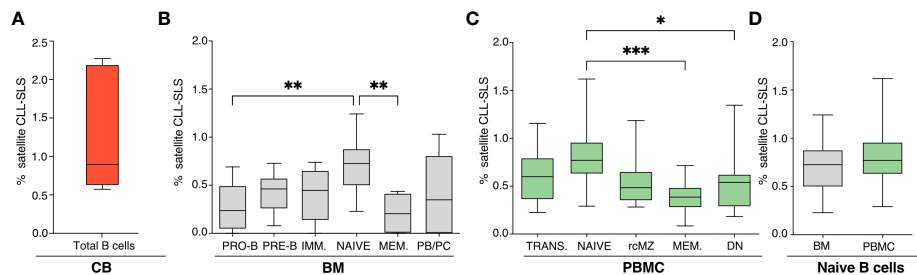 A
% satellite CLL-SLS
2.5
2.0
1.5
1.0
0.5
0.0
Total B cells
CB
B
% satellite CLL-SLS
2.0
1.5
1.0
0.5
0.0
**
**
PRO-B PRE-B IMM. NAIVE MEM. PB/PC
BM
C
% satellite CLL-SLS
2.0
1.5
1.0
0.5
0.0
*
***
TRANS. NAIVE rcMZ MEM. DN
PBMC
D
% satellite CLL-SLS
2.0
1.5
1.0
0.5
0.0
BM PBMC
Naive B cells